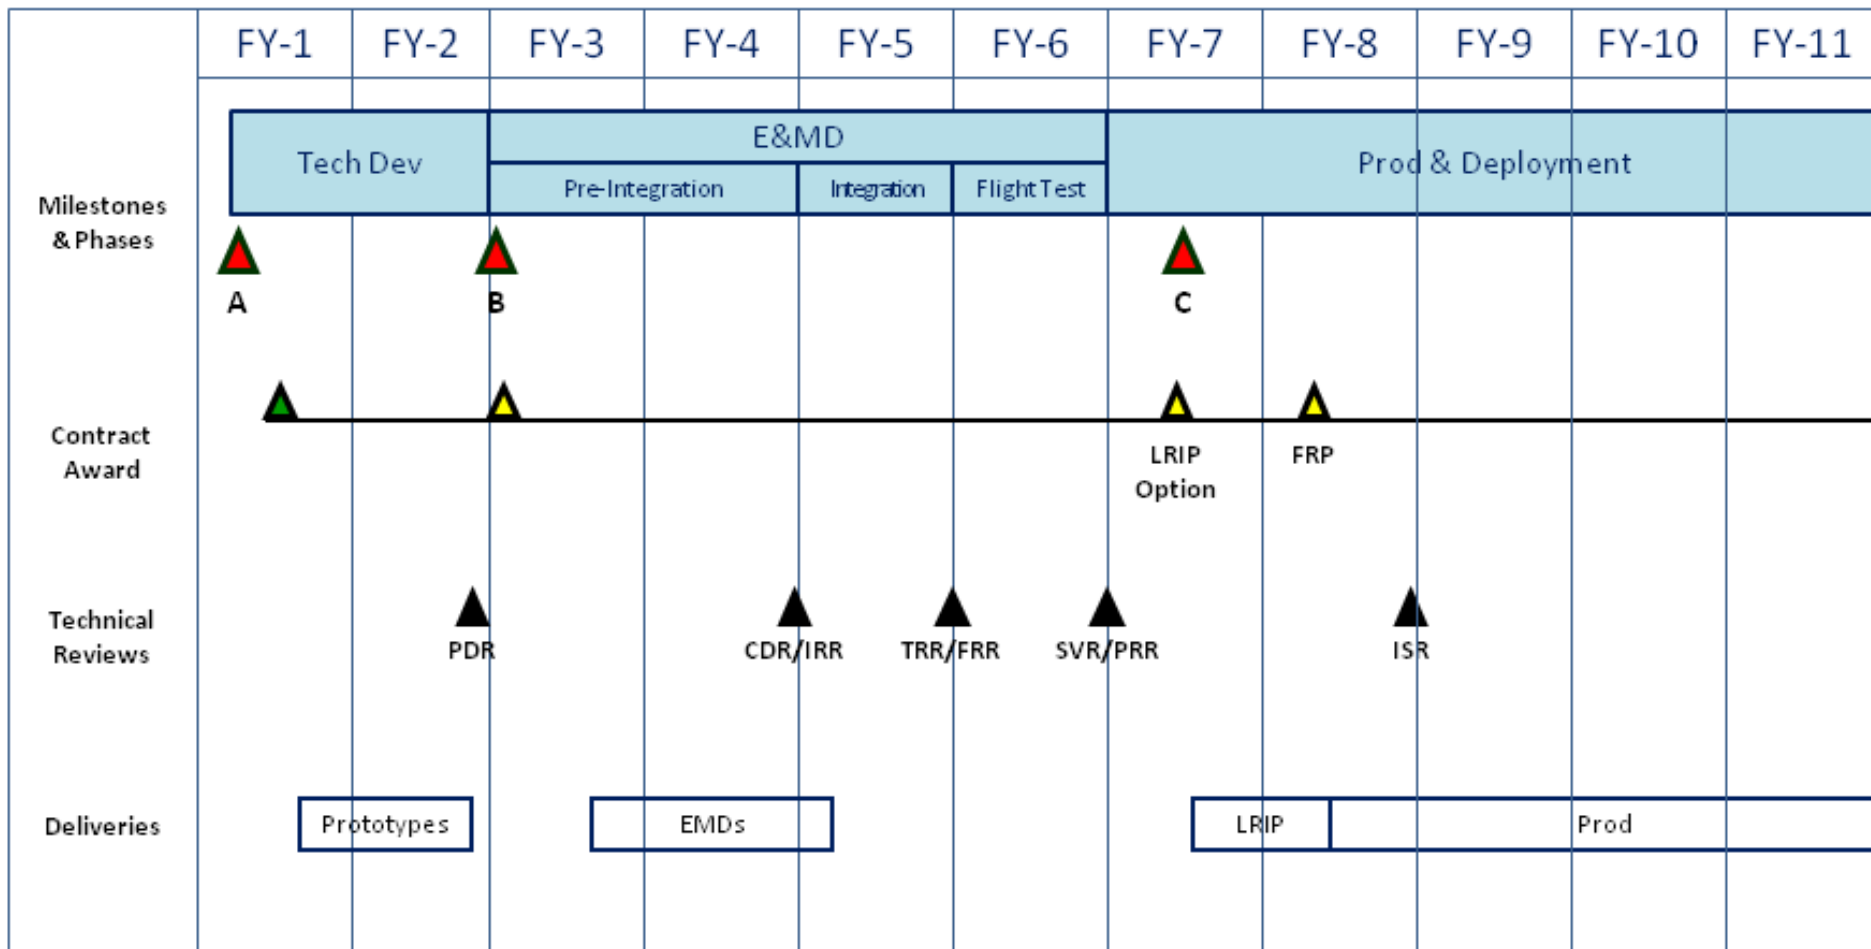 FY-1 FY-2 FY-3 FY-4 FY-5 FY-6 FY-7 FY-8 FY-9 FY-10 FY-11
Milestones
& Phases
Tech Dev
E&MD
Pre-Integration
Integration
Flight Test
Prod & Deployment
A
B
C
Contract
Award
LRIP
Option
FRP
Technical
Reviews
PDR
CDR/IRR
TRR/FRR
SVR/PRR
ISR
Deliveries
Prototypes
EMDs
LRIP
Prod